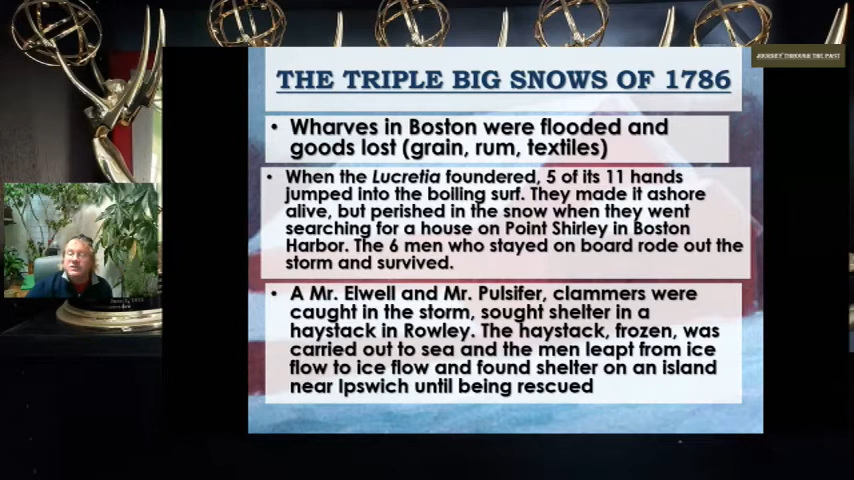 JOURNEY THROUGH THE PAST
THE TRIPLE BIG SNOWS OF 1786
• Wharves in Boston were flooded and
goods lost (grain, rum, textiles)
• When the Lucretia foundered, 5 of its 11 hands
jumped into the boiling surf. They made it ashore
alive, but perished in the snow when they went
searching for a house on Point Shirley in Boston
Harbor. The 6 men who stayed on board rode out the
storm and survived.
• A Mr. Elwell and Mr. Pulsifer, clammers were
caught in the storm, sought shelter in a
haystack in Rowley. The haystack, frozen, was
carried out to sea and the men leapt from ice
flow to ice flow and found shelter on an island
near Ipswich until being rescued